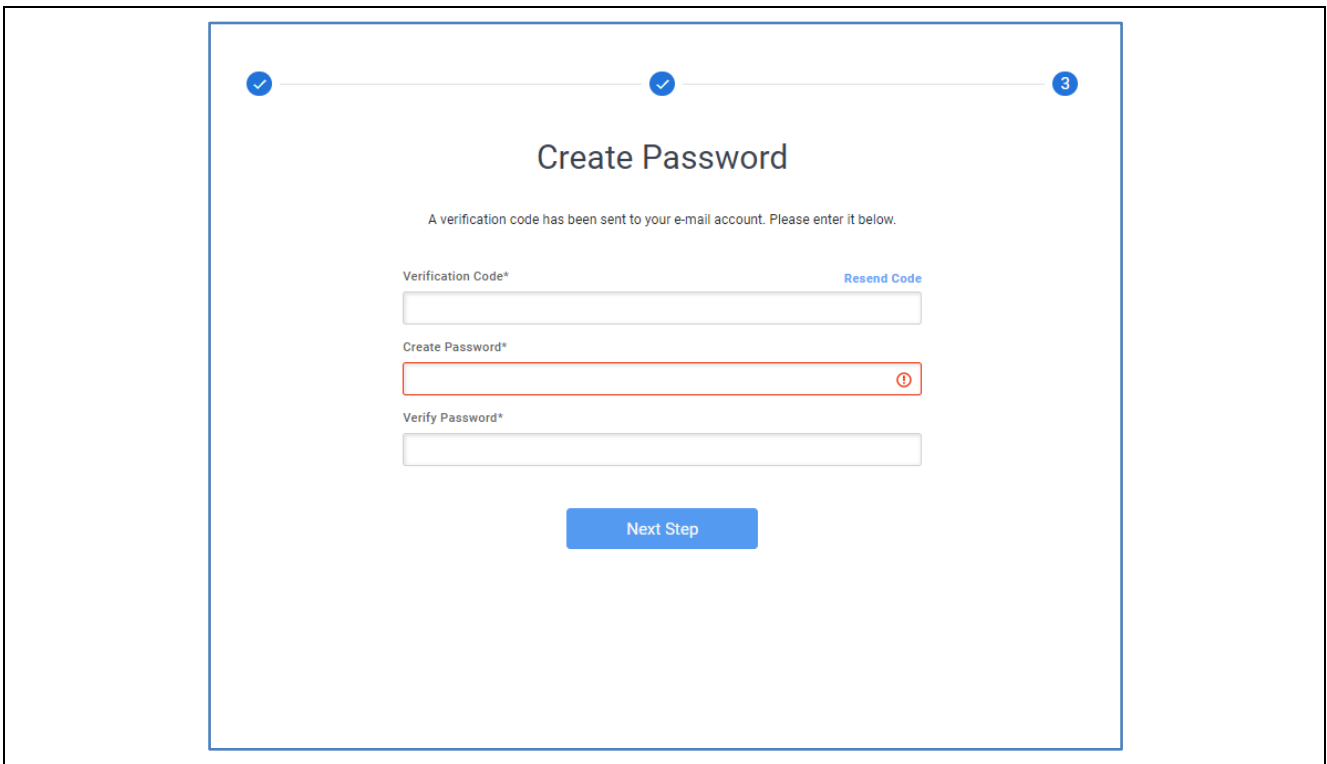 3
Create Password
A verification code has been sent to your e-mail account. Please enter it below.
Verification Code*
Resend Code
Create Password*
Verify Password*
Next Step